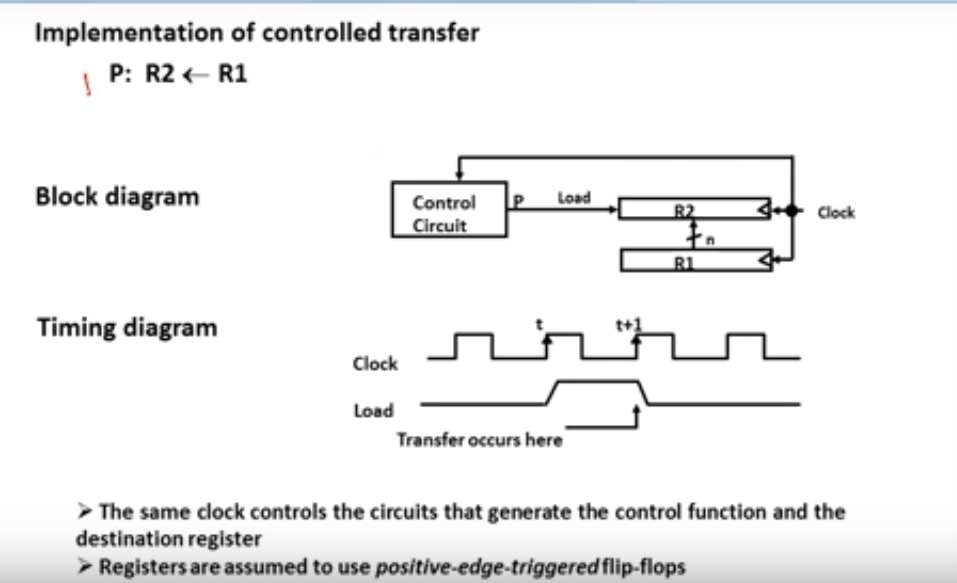 Implementation of controlled transfer
P: R2 ← R1
Block diagram
Control
Circuit
P
Load
R2
Clock
n
R1
Timing diagram
t
t+1
Clock
Load
Transfer occurs here
➤ The same clock controls the circuits that generate the control function and the
destination register
➤ Registers are assumed to use positive-edge-triggered flip-flops